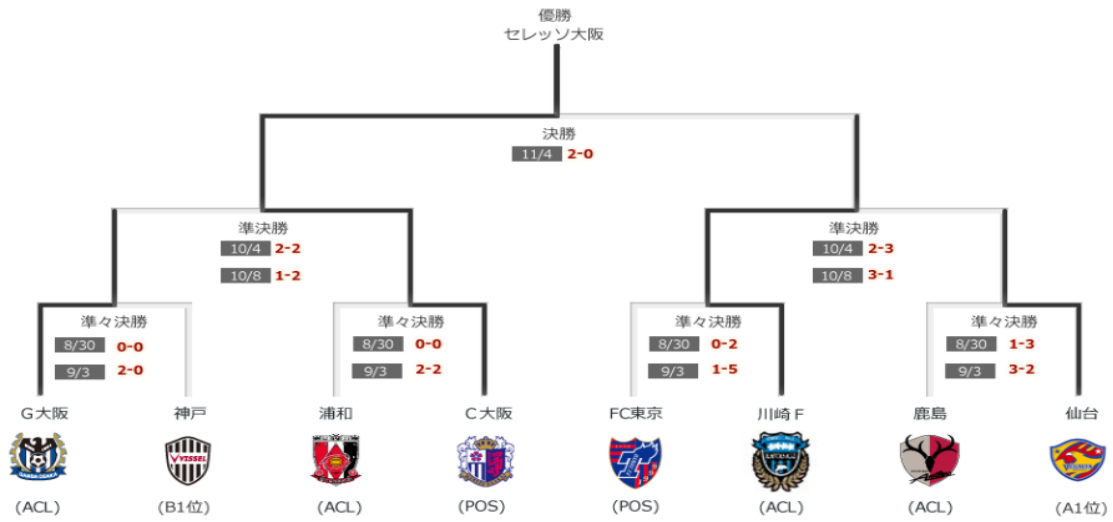 優勝
セレッソ大阪
決勝
11/4 2-0
準決勝
10/4 2-2
10/8 1-2
準決勝
10/4 2-3
10/8 3-1
準々決勝
8/30 0-0
9/3 2-0
準々決勝
8/30 0-0
9/3 2-2
準々決勝
8/30 0-2
9/3 1-5
準々決勝
8/30 1-3
9/3 3-2
G大阪 神戸 浦和 C大阪 FC東京 川崎F 鹿島 仙台
VISSEL
(ACL) (B1位) (ACL) (POS) (POS) (ACL) (ACL) (A1位)